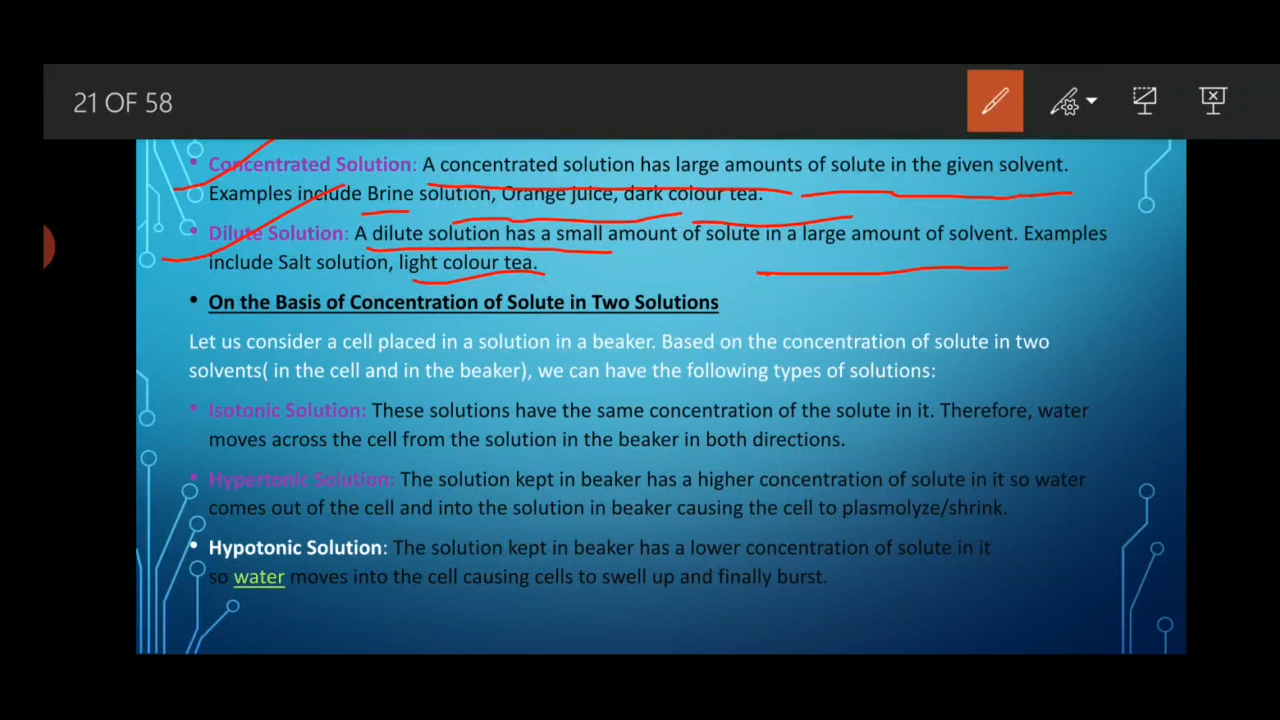 21 OF 58
• Concentrated Solution: A concentrated solution has large amounts of solute in the given solvent.
Examples include Brine solution, Orange juice, dark colour tea.
• Dilute Solution: A dilute solution has a small amount of solute in a large amount of solvent. Examples
include Salt solution, light colour tea.
• On the Basis of Concentration of Solute in Two Solutions
Let us consider a cell placed in a solution in a beaker. Based on the concentration of solute in two
solvents( in the cell and in the beaker), we can have the following types of solutions:
• Isotonic Solution: These solutions have the same concentration of the solute in it. Therefore, water
moves across the cell from the solution in the beaker in both directions.
• Hypertonic Solution: The solution kept in beaker has a higher concentration of solute in it so water
comes out of the cell and into the solution in beaker causing the cell to plasmolyze/shrink.
• Hypotonic Solution: The solution kept in beaker has a lower concentration of solute in it
so water moves into the cell causing cells to swell up and finally burst.